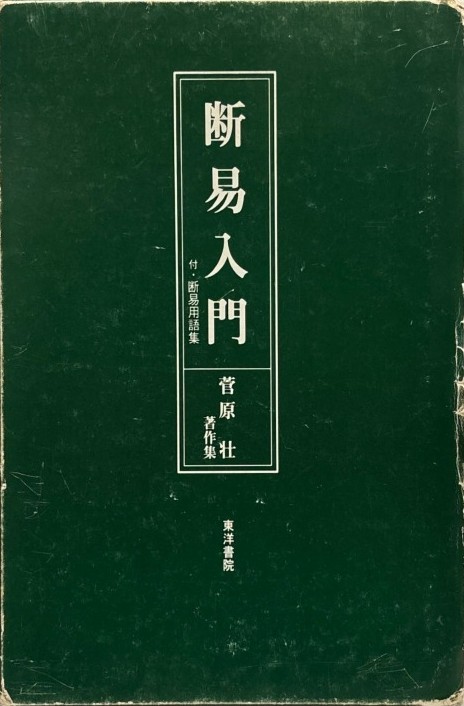 断易入門
付・断易用語集
菅原壮
著作集
東洋書院